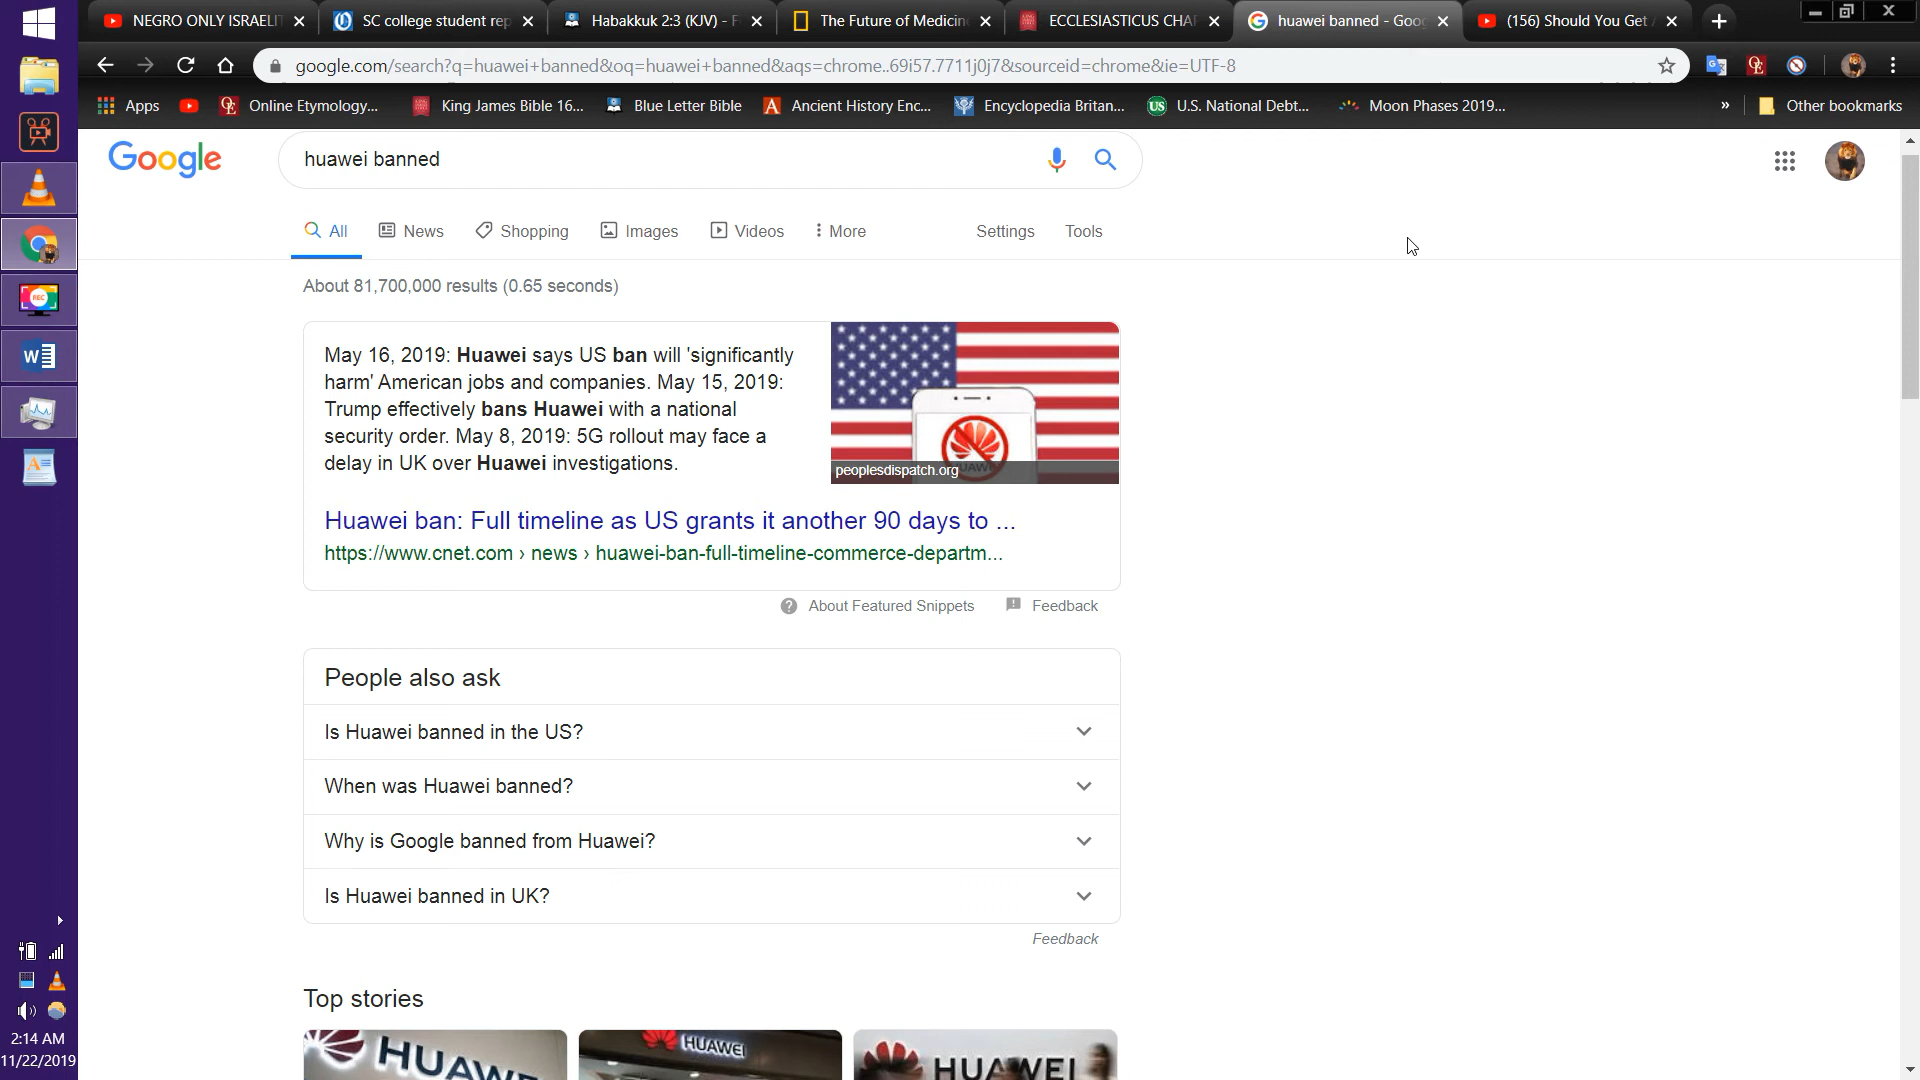 NEGRO ONLY ISRAELIT
SC college student rep
Habakkuk 2:3 (KJV) - F
The Future of Medicin
ECCLESIASTICUS CHA
huawei banned - Goog
(156) Should You Get A
google.com/search?q=huawei+banned&oq=huawei+banned&aqs=chrome..69i57.7711j0j7&sourceid=chrome&ie=UTF-8
Apps
Online Etymology...
King James Bible 16...
Blue Letter Bible
Ancient History Enc...
Encyclopedia Britan...
U.S. National Debt...
Moon Phases 2019...
»
Other bookmarks
Google
huawei banned
All
News
Shopping
Images
Videos
More
Settings
Tools
About 81,700,000 results (0.65 seconds)
May 16, 2019: Huawei says US ban will 'significantly
harm' American jobs and companies. May 15, 2019:
Trump effectively bans Huawei with a national
security order. May 8, 2019: 5G rollout may face a
delay in UK over Huawei investigations.
peoplesdispatch.org
Huawei ban: Full timeline as US grants it another 90 days to ...
https://www.cnet.com › news › huawei-ban-full-timeline-commerce-departm...
About Featured Snippets
Feedback
People also ask
Is Huawei banned in the US?
When was Huawei banned?
Why is Google banned from Huawei?
Is Huawei banned in UK?
Feedback
Top stories
HUAWEI
2:14 AM
11/22/2019